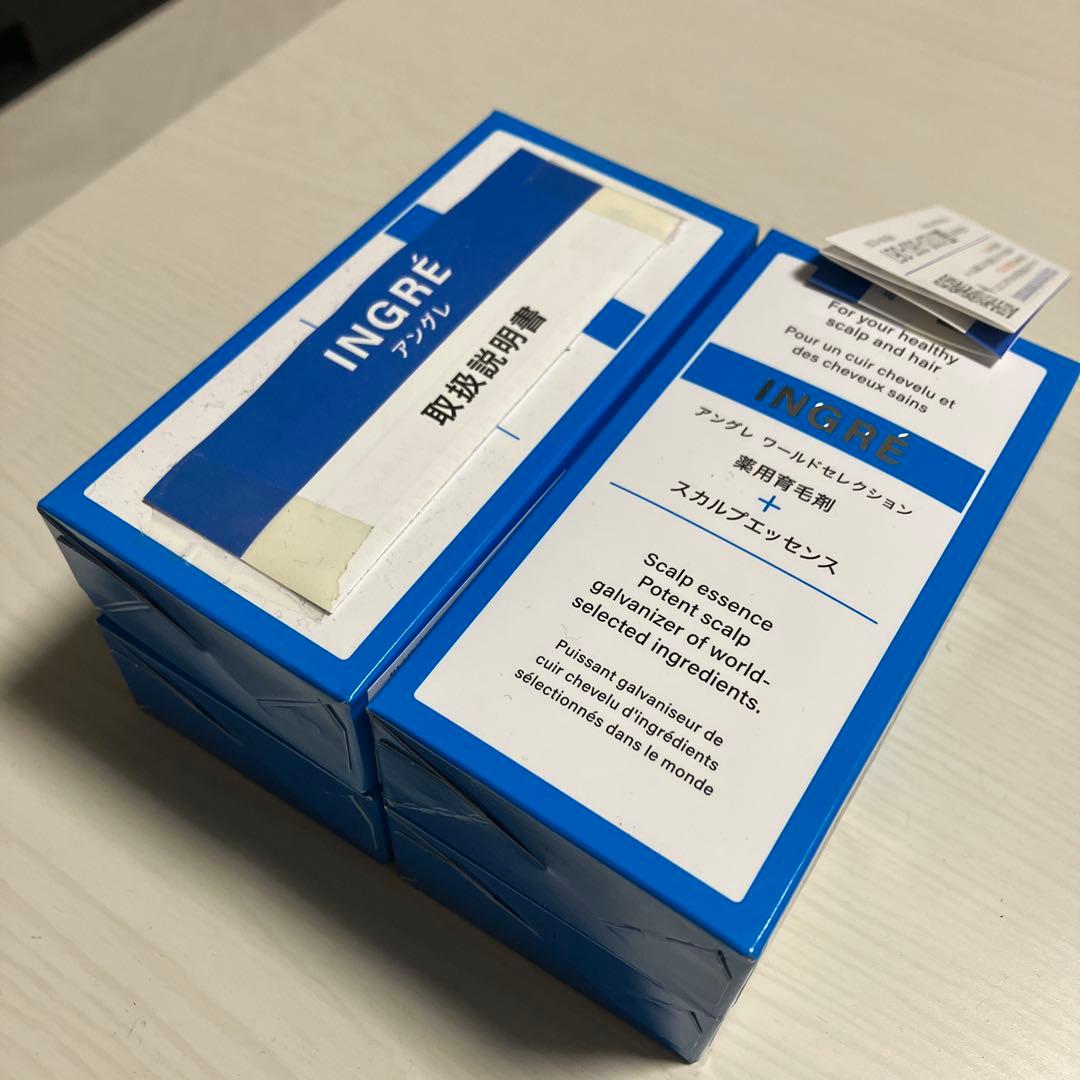 INGRÉ
アングレ
取扱説明書
For your healthy
scalp and hair
Pour un cuir chevelu et
des cheveux sains
INGRÉ
アングレ ワールドセレクション
薬用育毛剤
+
スカルプエッセンス
Scalp essence
Potent scalp
galvanizer of world-
selected ingredients.
Puissant galvaniseur de
cuir chevelu d'ingrédients
sélectionnés dans le monde